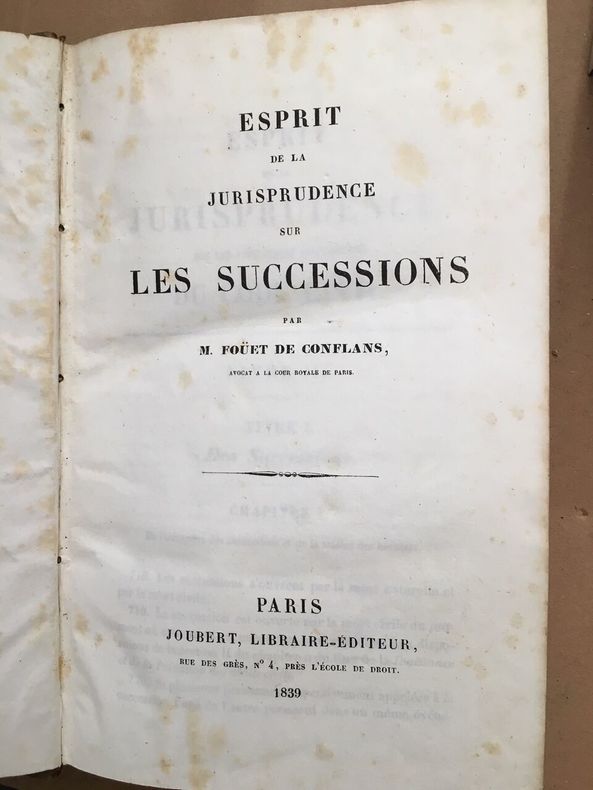 ESPRIT
DE LA
JURISPRUDENCE
SUR
LES SUCCESSIONS
PAR
M. FOÜET DE CONFLANS,
AVOCAT A LA COUR ROYALE DE PARIS.
PARIS
JOUBERT, LIBRAIRE-ÉDITEUR,
RUE DES GRÈS, N° 4, PRÈS L'ÉCOLE DE DROIT.
1839